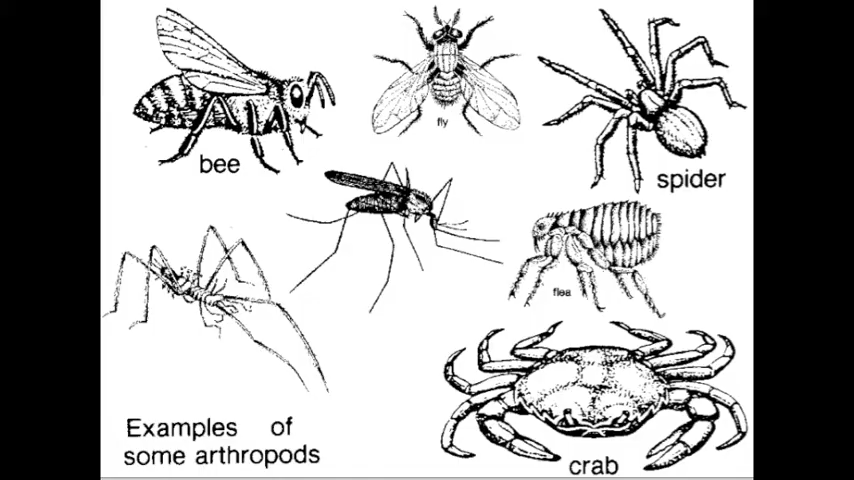 bee
fly
spider
flea
Examples of
some arthropods
crab